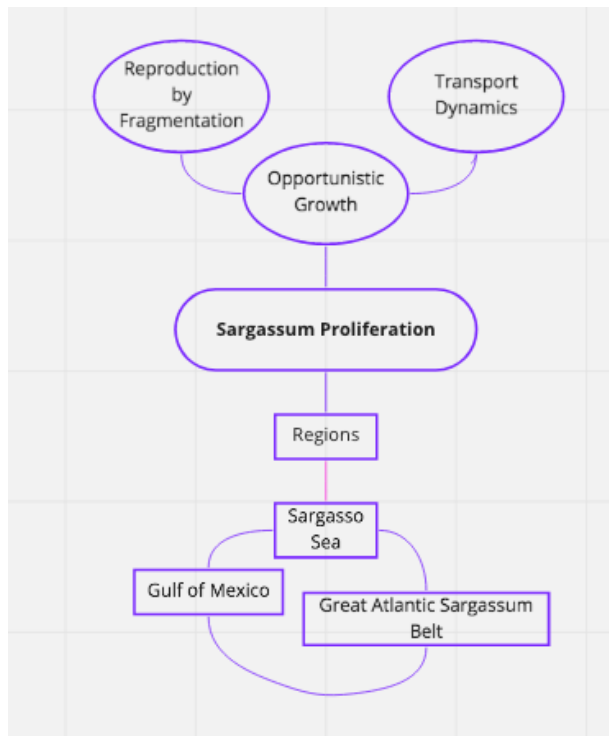 Reproduction
by
Fragmentation
Transport
Dynamics
Opportunistic
Growth
Sargassum Proliferation
Regions
Sargasso
Sea
Gulf of Mexico
Great Atlantic Sargassum
Belt